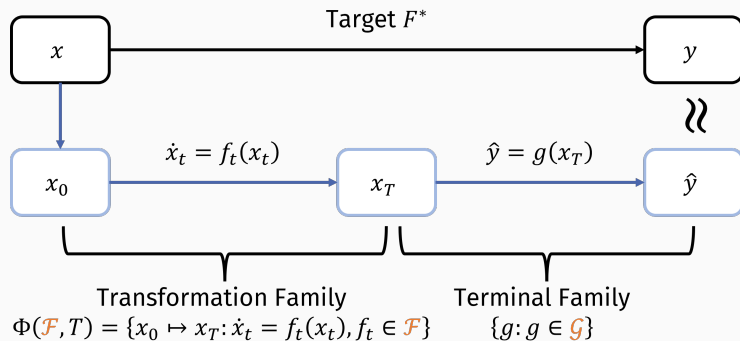 Target F*
x
y
≈
ẋₜ = fₜ(xₜ)
ŷ = g(x_T)
x₀
x_T
ŷ
Transformation Family
Terminal Family
Φ(ℱ, T) = {x₀ ↦ x_T: ẋₜ = fₜ(xₜ), fₜ ∈ ℱ}
{g: g ∈ 𝒢}